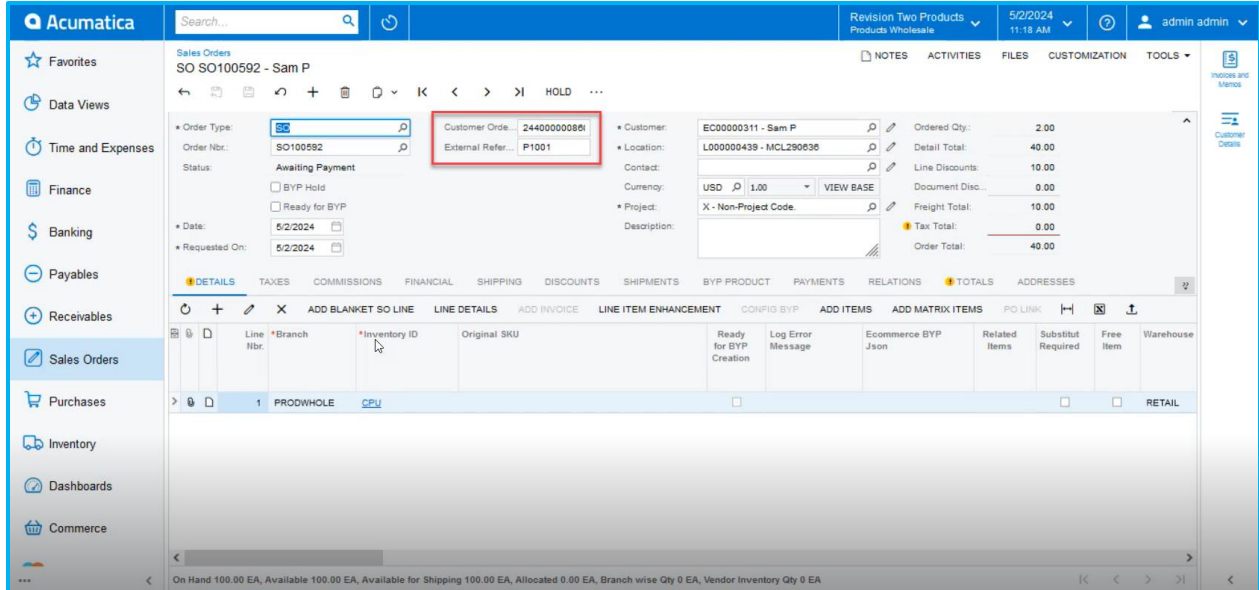 Acumatica
Search...
Revision Two Products
Products Wholesale
5/2/2024
11:18 AM
admin admin
Favorites
Data Views
Time and Expenses
Finance
Banking
Payables
Receivables
Sales Orders
Purchases
Inventory
Dashboards
Commerce
Sales Orders
SO SO100592 - Sam P
NOTES ACTIVITIES FILES CUSTOMIZATION TOOLS
HOLD ...
Invoices and
Memos
Customer
Details
* Order Type: SO
Order Nbr.: SO100592
Status: Awaiting Payment
BYP Hold
Ready for BYP
* Date: 5/2/2024
* Requested On: 5/2/2024
Customer Orde...
External Refer... P1001
* Customer: EC00000311 - Sam P
* Location: L000000439 - MCL290636
Contact:
Currency: USD 1.00 VIEW BASE
* Project: X - Non-Project Code.
Description:
Ordered Qty.: 2.00
Detail Total: 40.00
Line Discounts: 10.00
Document Disc... 0.00
Freight Total: 10.00
Tax Total: 0.00
Order Total: 40.00
DETAILS TAXES COMMISSIONS FINANCIAL SHIPPING DISCOUNTS SHIPMENTS BYP PRODUCT PAYMENTS RELATIONS TOTALS ADDRESSES
ADD BLANKET SO LINE LINE DETAILS ADD INVOICE LINE ITEM ENHANCEMENT CONFIG BYP ADD ITEMS ADD MATRIX ITEMS PO LINK
Line Nbr. *Branch *Inventory ID Original SKU Ready for BYP Creation Log Error Message Ecommerce BYP Json Related Items Substitut Required Free Item Warehouse
1 PRODWHOLE CPU RETAIL
On Hand 100.00 EA, Available 100.00 EA, Available for Shipping 100.00 EA, Allocated 0.00 EA, Branch wise Qty 0 EA, Vendor Inventory Qty 0 EA